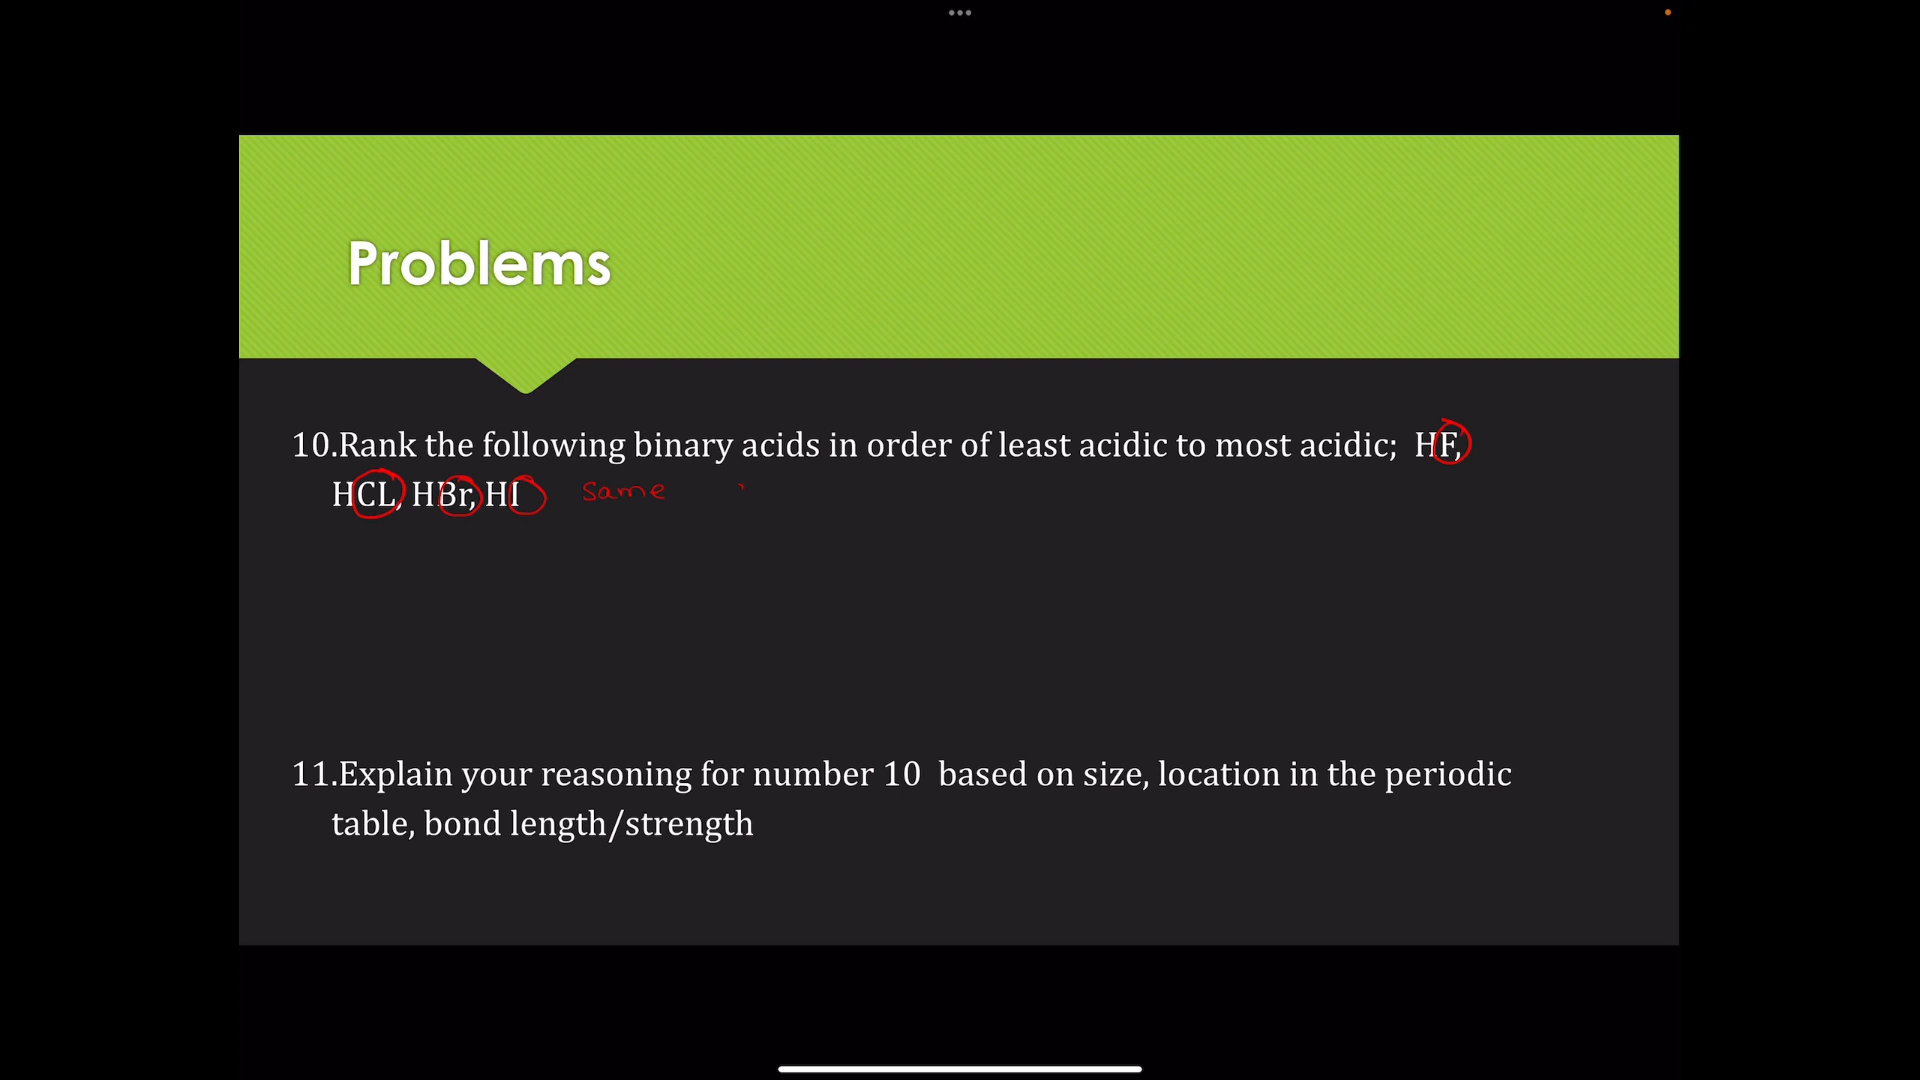 Problems
10.Rank the following binary acids in order of least acidic to most acidic;  HF,
HCL, HBr, HI same
11.Explain your reasoning for number 10  based on size, location in the periodic
table, bond length/strength